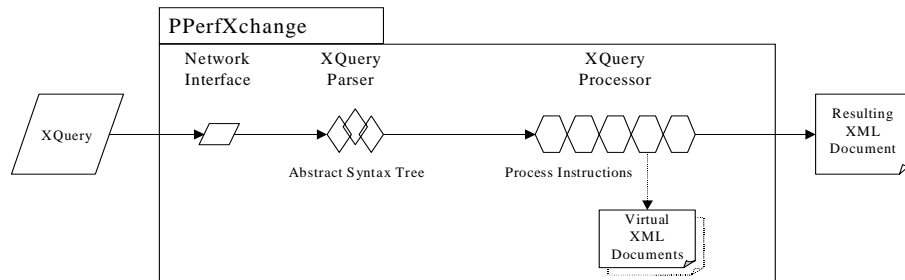 PPerfXchange
Network
Interface
XQuery
Parser
XQuery
Processor
XQuery
Resulting
XML
Document
Abstract Syntax Tree
Process Instructions
Virtual
XML
Documents